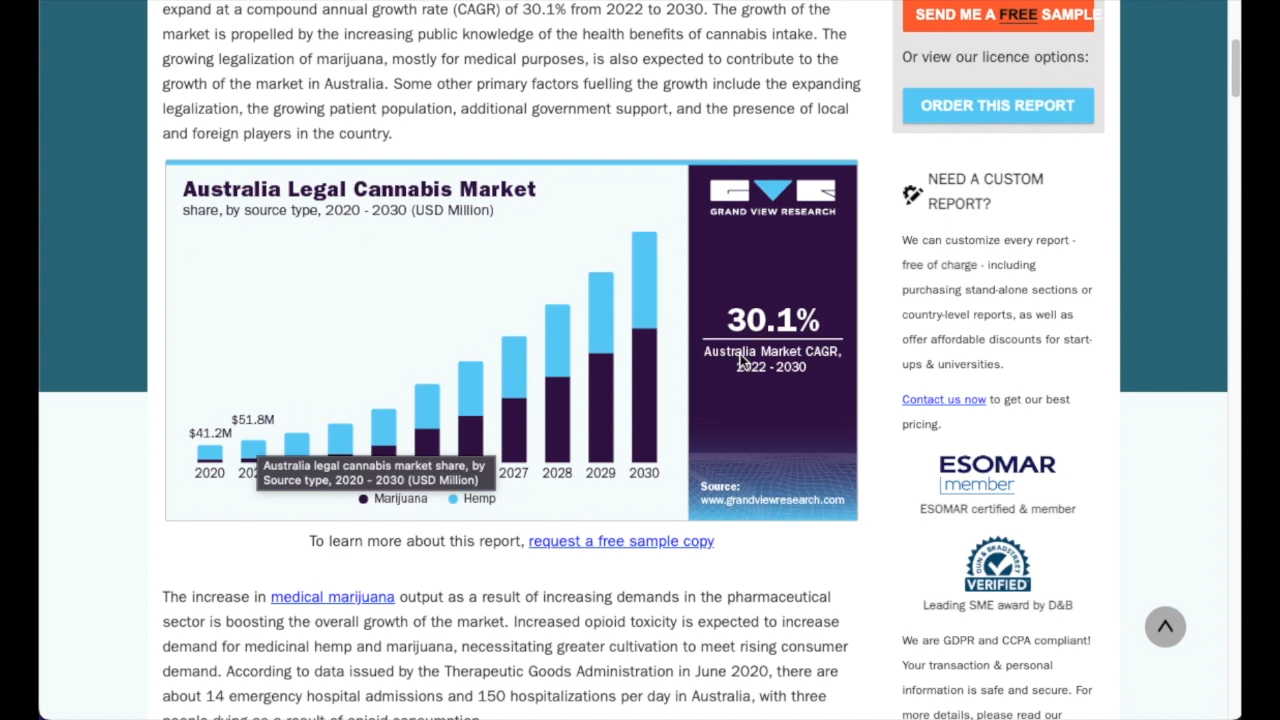 expand at a compound annual growth rate (CAGR) of 30.1% from 2022 to 2030. The growth of the
market is propelled by the increasing public knowledge of the health benefits of cannabis intake. The
growing legalization of marijuana, mostly for medical purposes, is also expected to contribute to the
growth of the market in Australia. Some other primary factors fuelling the growth include the expanding
legalization, the growing patient population, additional government support, and the presence of local
and foreign players in the country.
Australia Legal Cannabis Market
share, by source type, 2020 - 2030 (USD Million)
$41.2M
$51.8M
2020
2027
2028
2029
2030
Australia legal cannabis market share, by
Source type, 2020 - 2030 (USD Million)
Marijuana
Hemp
GRAND VIEW RESEARCH
30.1%
Australia Market CAGR,
2022 - 2030
Source:
www.grandviewresearch.com
To learn more about this report, request a free sample copy
The increase in medical marijuana output as a result of increasing demands in the pharmaceutical
sector is boosting the overall growth of the market. Increased opioid toxicity is expected to increase
demand for medicinal hemp and marijuana, necessitating greater cultivation to meet rising consumer
demand. According to data issued by the Therapeutic Goods Administration in June 2020, there are
about 14 emergency hospital admissions and 150 hospitalizations per day in Australia, with three
people dying as a result of opioid consumption.
SEND ME A FREE SAMPLE
Or view our licence options:
ORDER THIS REPORT
NEED A CUSTOM
REPORT?
We can customize every report -
free of charge - including
purchasing stand-alone sections or
country-level reports, as well as
offer affordable discounts for start-
ups & universities.
Contact us now to get our best
pricing.
ESOMAR
member
ESOMAR certified & member
DUN & BRADSTREET
VERIFIED
Leading SME award by D&B
We are GDPR and CCPA compliant!
Your transaction & personal
information is safe and secure. For
more details, please read our